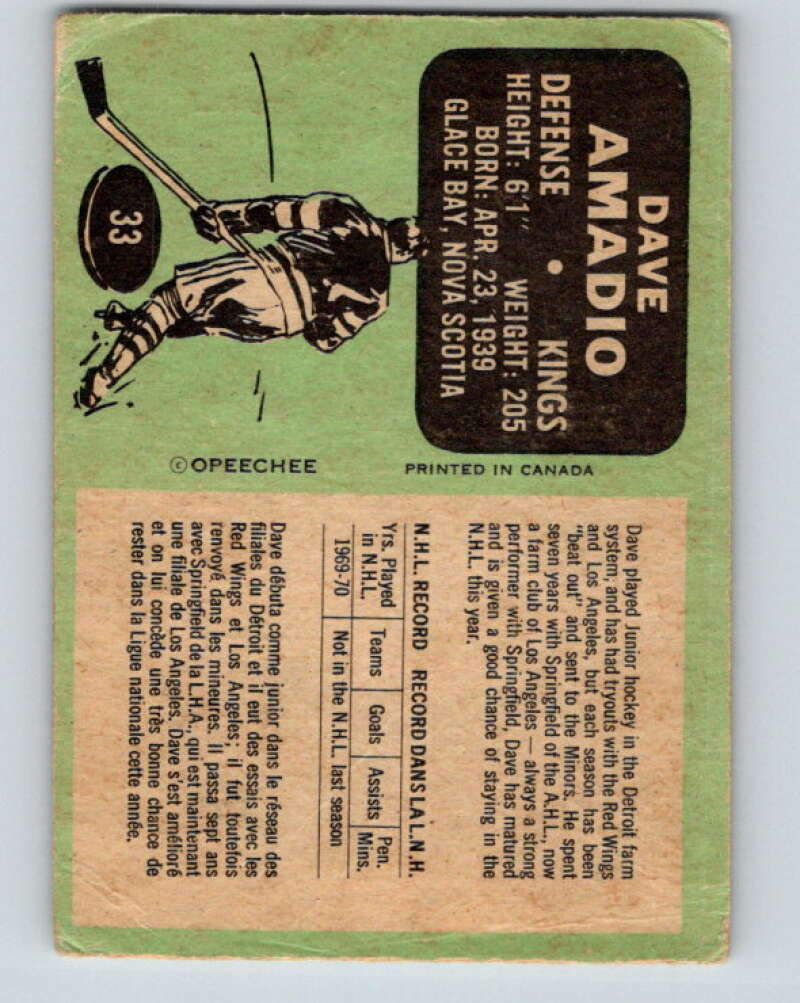 DAVE
AMADIO
DEFENSE • KINGS
HEIGHT: 6'1" WEIGHT: 205
BORN: APR. 23, 1939
GLACE BAY, NOVA SCOTIA
33
© OPEECHEE
PRINTED IN CANADA
Dave played Junior hockey in the Detroit farm
system, and has had tryouts with the Red Wings
and Los Angeles, but each season has been
"beat out" and sent to the Minors. He spent
seven years with Springfield of the A.H.L., now
a farm club of Los Angeles — always a strong
performer with Springfield, Dave has matured
and is given a good chance of staying in the
N.H.L. this year.
N.H.L. RECORD RECORD DANS LA L.N.H.
Yrs. Played in N.H.L. Teams Goals Assists Pen. Mins.
1969-70 Not in the N.H.L. last season
Dave débuta comme junior dans le réseau des
filiales du Détroit et il eut des essais avec les
Red Wings et Los Angeles; il fut toutefois
renvoyé dans les mineures. Il passa sept ans
avec Springfield de la L.H.A., qui est maintenant
une filiale de Los Angeles. Dave s'est amélioré
et on lui concède une très bonne chance de
rester dans la Ligue nationale cette année.